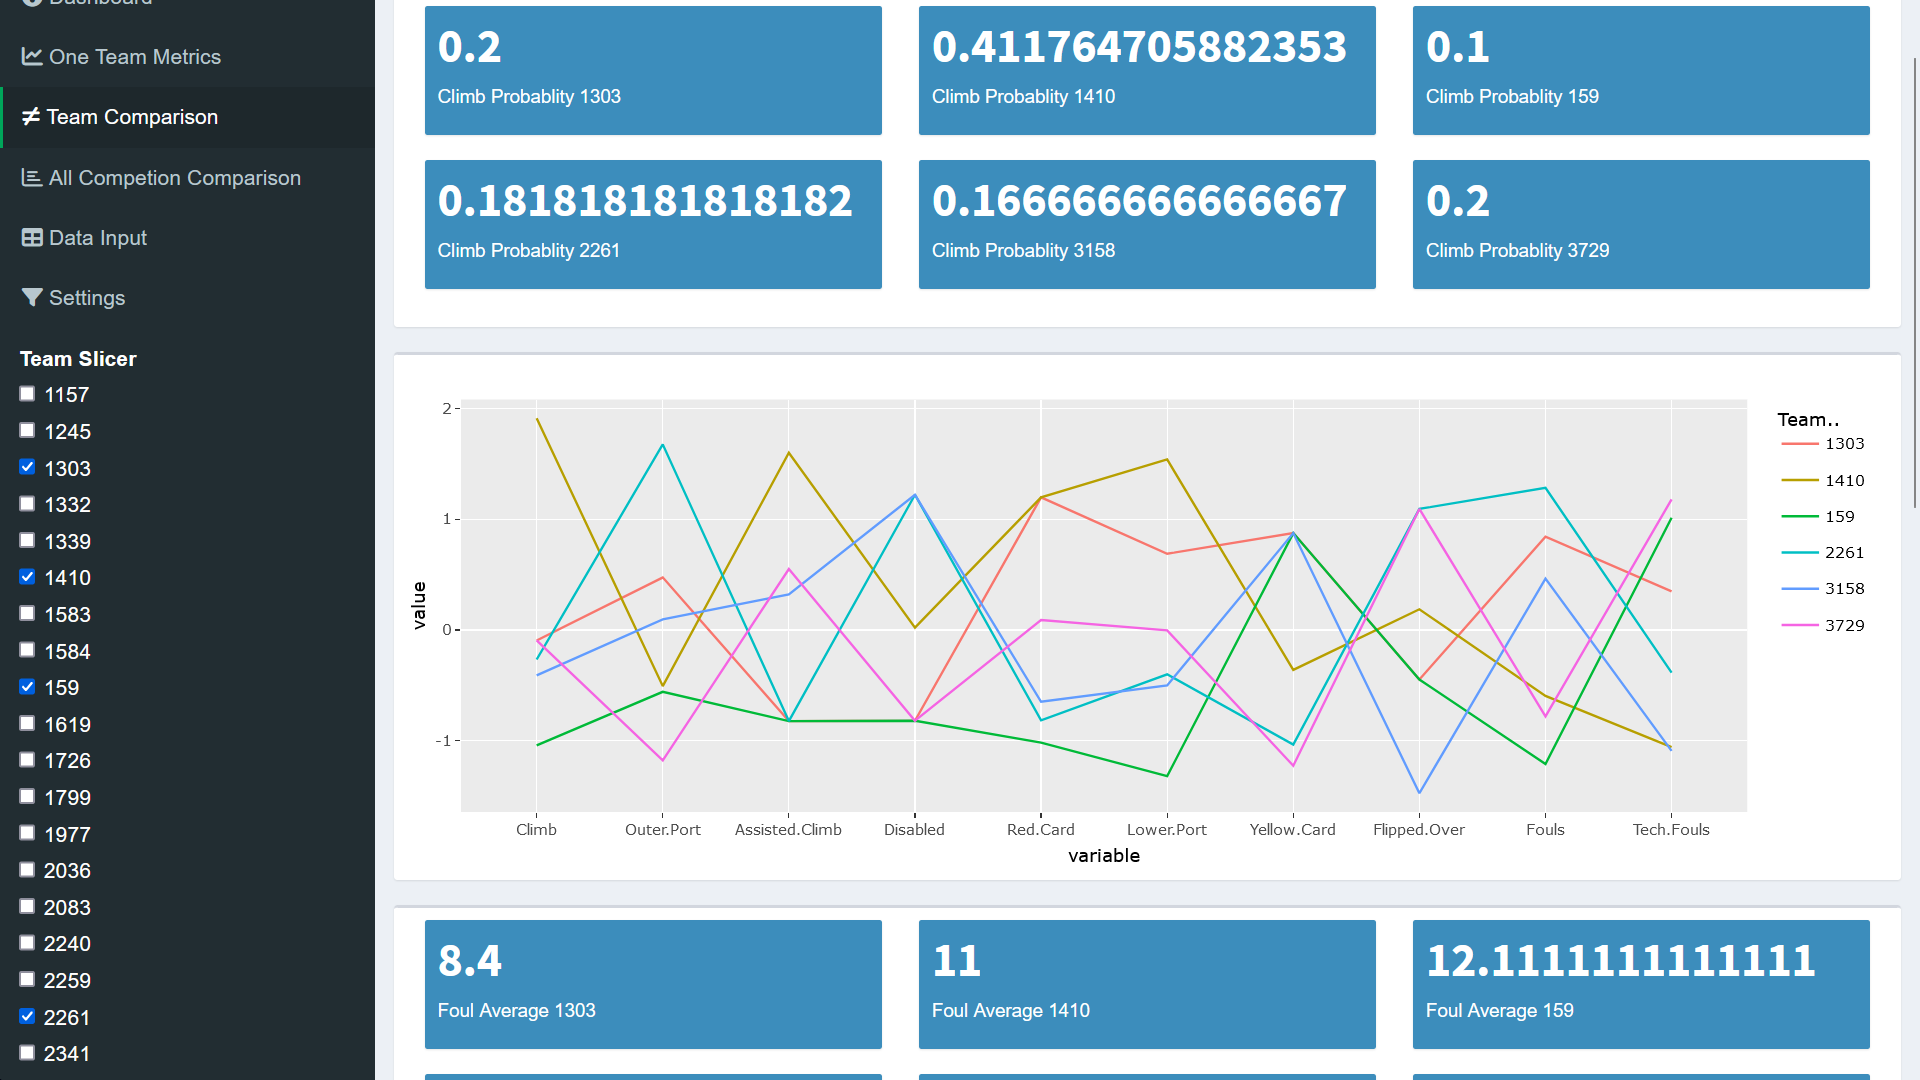 Dashboard
One Team Metrics
Team Comparison
All Competion Comparison
Data Input
Settings
Team Slicer
1157
1245
1303
1332
1339
1410
1583
1584
159
1619
1726
1799
1977
2036
2083
2240
2259
2261
2341
0.2
Climb Probablity 1303
0.411764705882353
Climb Probablity 1410
0.1
Climb Probablity 159
0.181818181818182
Climb Probablity 2261
0.166666666666667
Climb Probablity 3158
0.2
Climb Probablity 3729
2
1
0
-1
value
Climb Outer.Port Assisted.Climb Disabled Red.Card Lower.Port Yellow.Card Flipped.Over Fouls Tech.Fouls
variable
Team..
1303
1410
159
2261
3158
3729
8.4
Foul Average 1303
11
Foul Average 1410
12.1111111111111
Foul Average 159